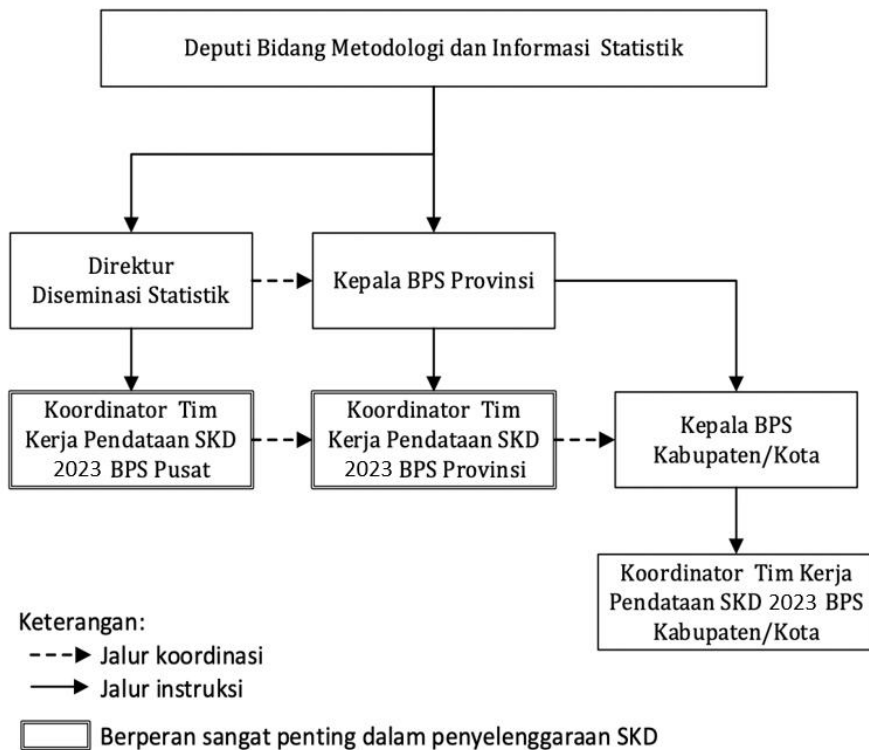 Deputi Bidang Metodologi dan Informasi Statistik
Direktur
Diseminasi Statistik
Kepala BPS Provinsi
Koordinator Tim
Kerja Pendataan SKD
2023 BPS Pusat
Koordinator Tim
Kerja Pendataan SKD
2023 BPS Provinsi
Kepala BPS
Kabupaten/Kota
Koordinator Tim Kerja
Pendataan SKD 2023 BPS
Kabupaten/Kota
Keterangan:
Jalur koordinasi
Jalur instruksi
Berperan sangat penting dalam penyelenggaraan SKD